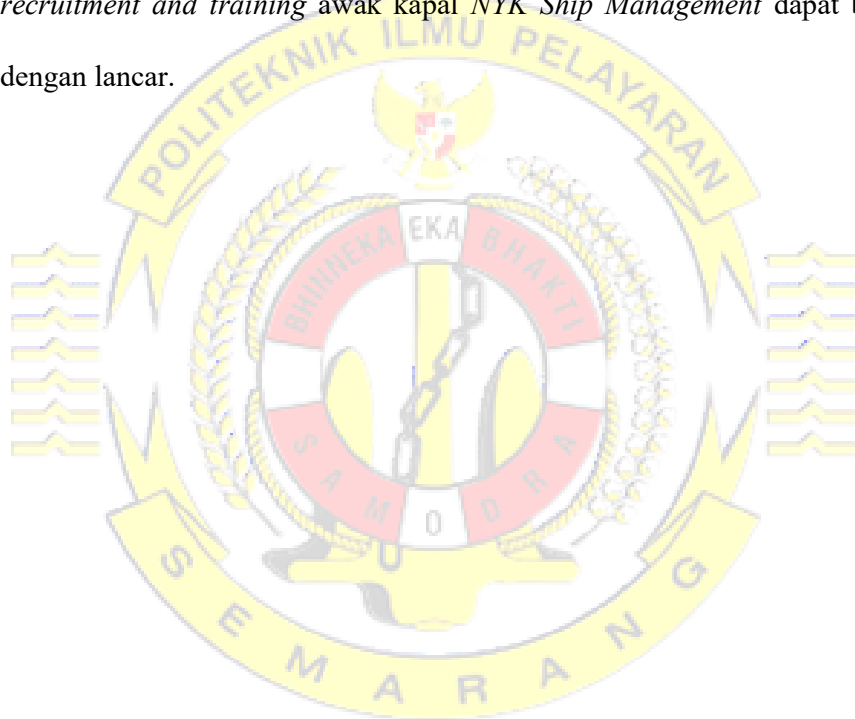 recruitment and training awak kapal NYK Ship Management dapat
dengan lancar.
POLITEKNIK ILMU PELAYARAN
BHINNEKA EKA BHAKTI
SAMODRA
SEMARANG